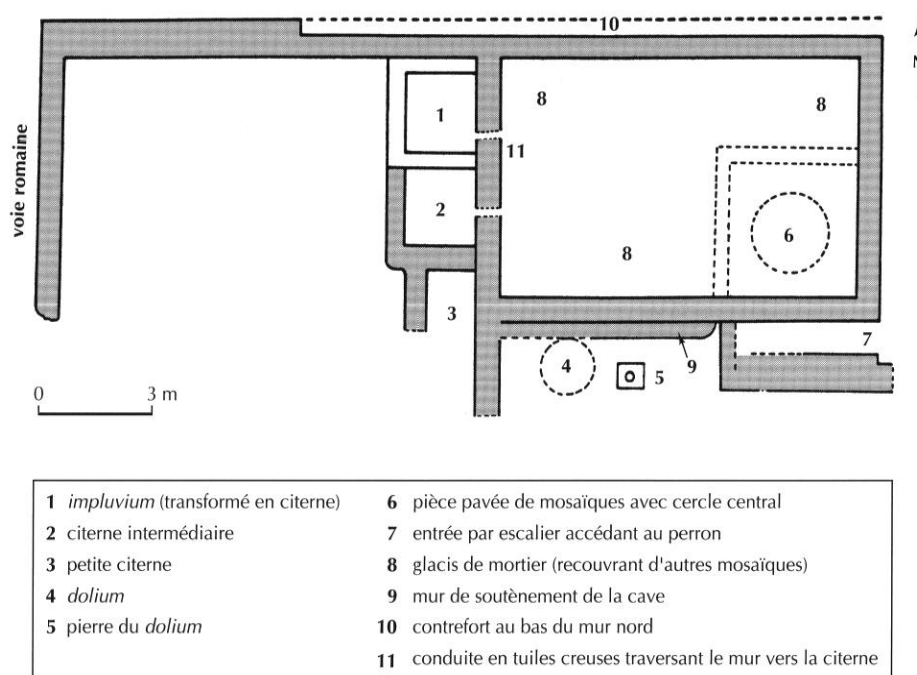 10
A
N
8
8
1
11
voie romaine
2
6
8
3
7
4
5
9
0 3 m
1 impluvium (transformé en citerne)
2 citerne intermédiaire
3 petite citerne
4 dolium
5 pierre du dolium
6 pièce pavée de mosaïques avec cercle central
7 entrée par escalier accédant au perron
8 glacis de mortier (recouvrant d'autres mosaïques)
9 mur de soutènement de la cave
10 contrefort au bas du mur nord
11 conduite en tuiles creuses traversant le mur vers la citerne